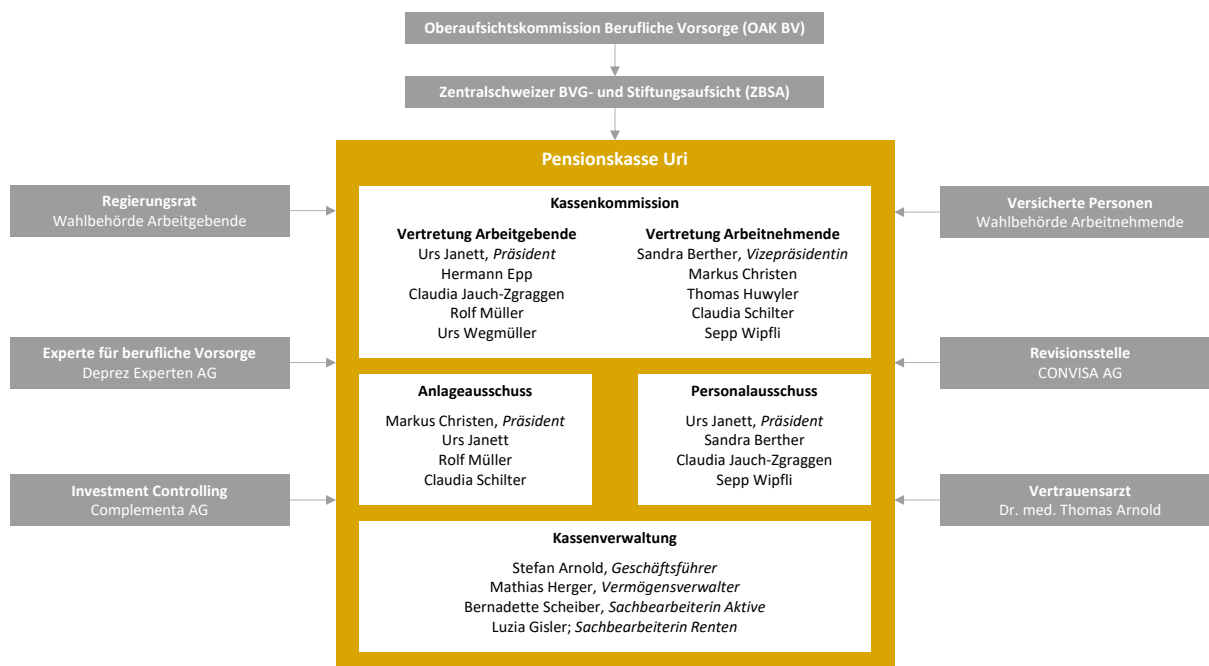 Oberaufsichtskommission Berufliche Vorsorge (OAK BV)
Zentralschweizer BVG- und Stiftungsaufsicht (ZBSA)
Pensionskasse Uri
Regierungsrat
Wahlbehörde Arbeitgebende
Kassenkommission
Vertretung Arbeitgebende
Urs Janett, Präsident
Hermann Epp
Claudia Jauch-Zgraggen
Rolf Müller
Urs Wegmüller
Vertretung Arbeitnehmende
Sandra Berther, Vizepräsidentin
Markus Christen
Thomas Huwyler
Claudia Schilter
Sepp Wipfli
Versicherte Personen
Wahlbehörde Arbeitnehmende
Experte für berufliche Vorsorge
Deprez Experten AG
Revisionsstelle
CONVISA AG
Anlageausschuss
Markus Christen, Präsident
Urs Janett
Rolf Müller
Claudia Schilter
Personalausschuss
Urs Janett, Präsident
Sandra Berther
Claudia Jauch-Zgraggen
Sepp Wipfli
Investment Controlling
Complementa AG
Vertrauensarzt
Dr. med. Thomas Arnold
Kassenverwaltung
Stefan Arnold, Geschäftsführer
Mathias Herger, Vermögensverwalter
Bernadette Scheiber, Sachbearbeiterin Aktive
Luzia Gisler; Sachbearbeiterin Renten